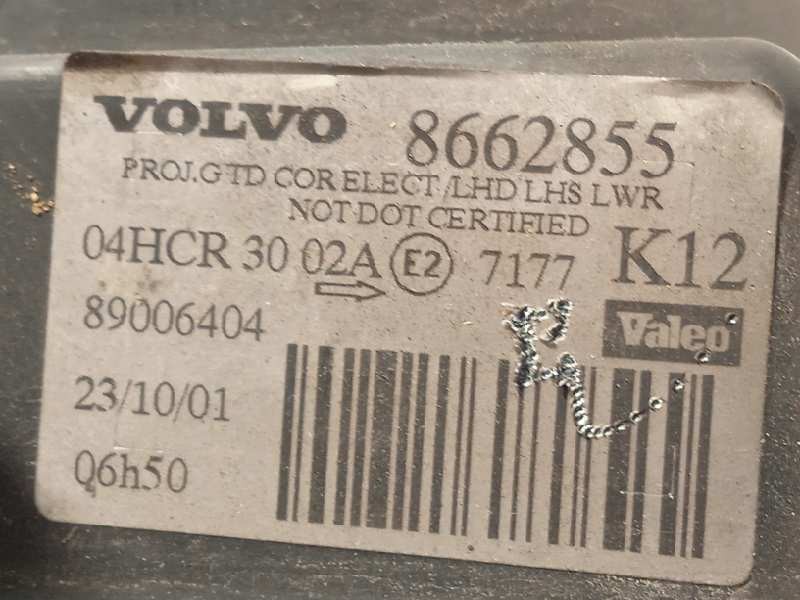 VOLVO 8662855
PROJ.GTD COR ELECT/LHD LHS LWR
NOT DOT CERTIFIED
04HCR 30 02A E2 7177 K12
89006404 Valeo
23/10/01
06h50